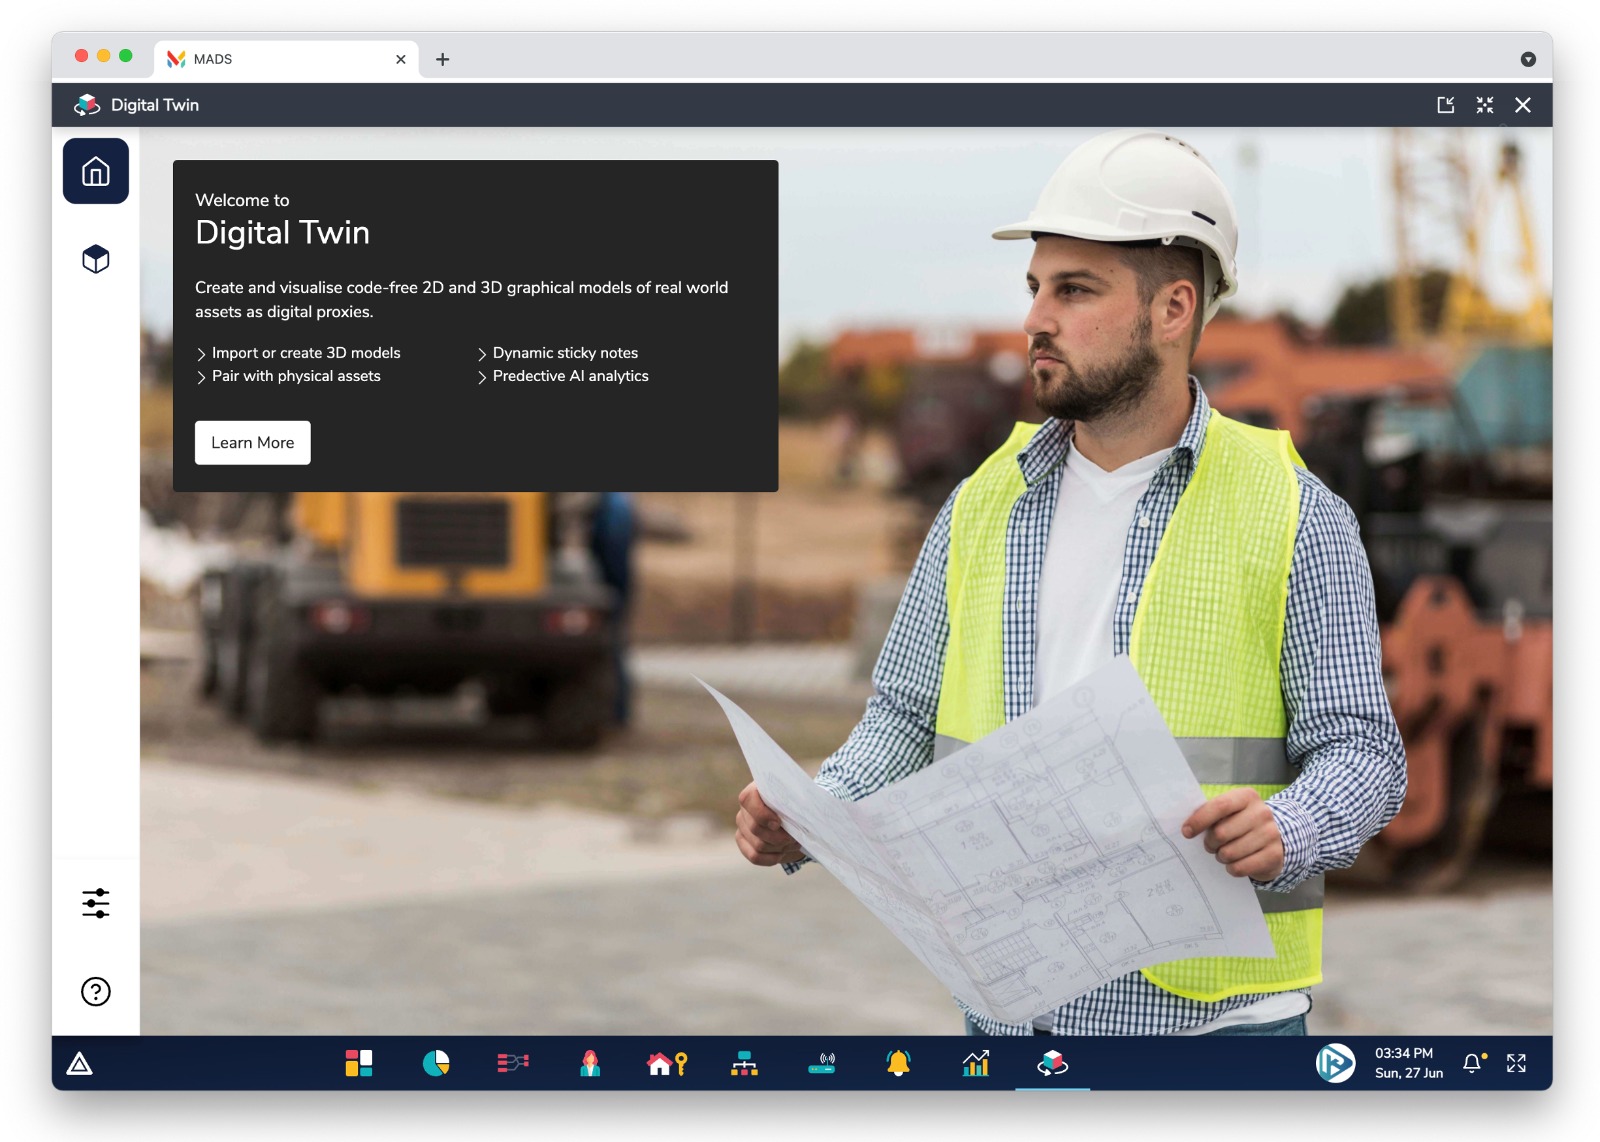 MADS
Digital Twin
Welcome to
Digital Twin
Create and visualise code-free 2D and 3D graphical models of real world
assets as digital proxies.
Import or create 3D models
Dynamic sticky notes
Pair with physical assets
Predective AI analytics
Learn More
03:34 PM
Sun, 27 Jun